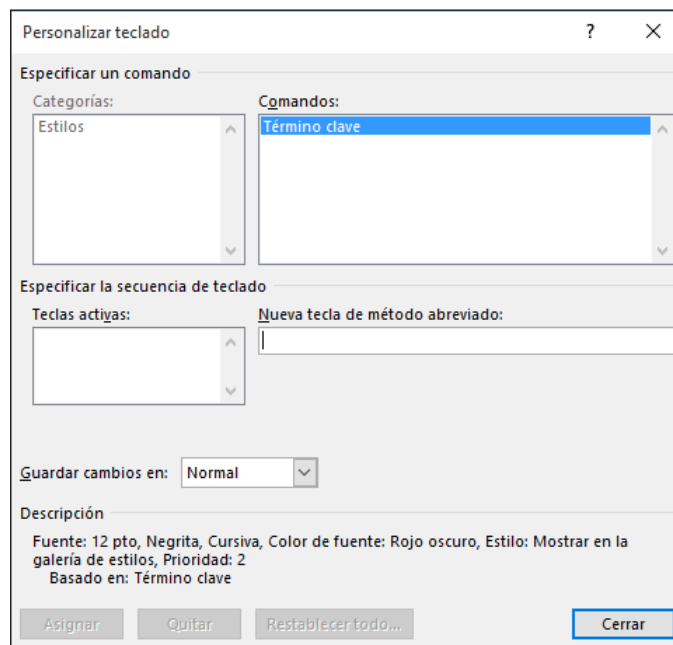 Personalizar teclado
Especificar un comando
Categorías:
Comandos:
Estilos
Término clave
Especificar la secuencia de teclado
Teclas activas:
Nueva tecla de método abreviado:
Guardar cambios en:
Normal
Descripción
Fuente: 12 pto, Negrita, Cursiva, Color de fuente: Rojo oscuro, Estilo: Mostrar en la
galería de estilos, Prioridad: 2
Basado en: Término clave
Asignar
Quitar
Restablecer todo...
Cerrar